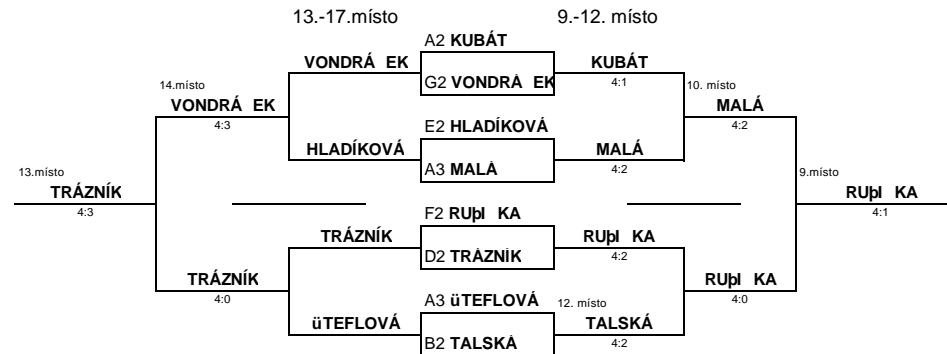 13.-17.místo 9.-12. místo
A2 KUBÁT
VONDRÁ EK KUBÁT
G2 VONDRÁ EK 4:1
14.místo 10. místo
VONDRÁ EK MALÁ
4:3 4:2
E2 HLADÍKOVÁ
HLADÍKOVÁ MALÁ
A3 MALÁ 4:2
13.místo 9.místo
TRÁZNÍK RUþI KA
4:3 4:1
F2 RUþI KA
TRÁZNÍK RUþI KA
D2 TRÁZNÍK 4:2
TRÁZNÍK RUþI KA
4:0 4:0
A3 üTEFLOVÁ 12. místo
üTEFLOVÁ TALSKÁ
B2 TALSKÁ 4:2